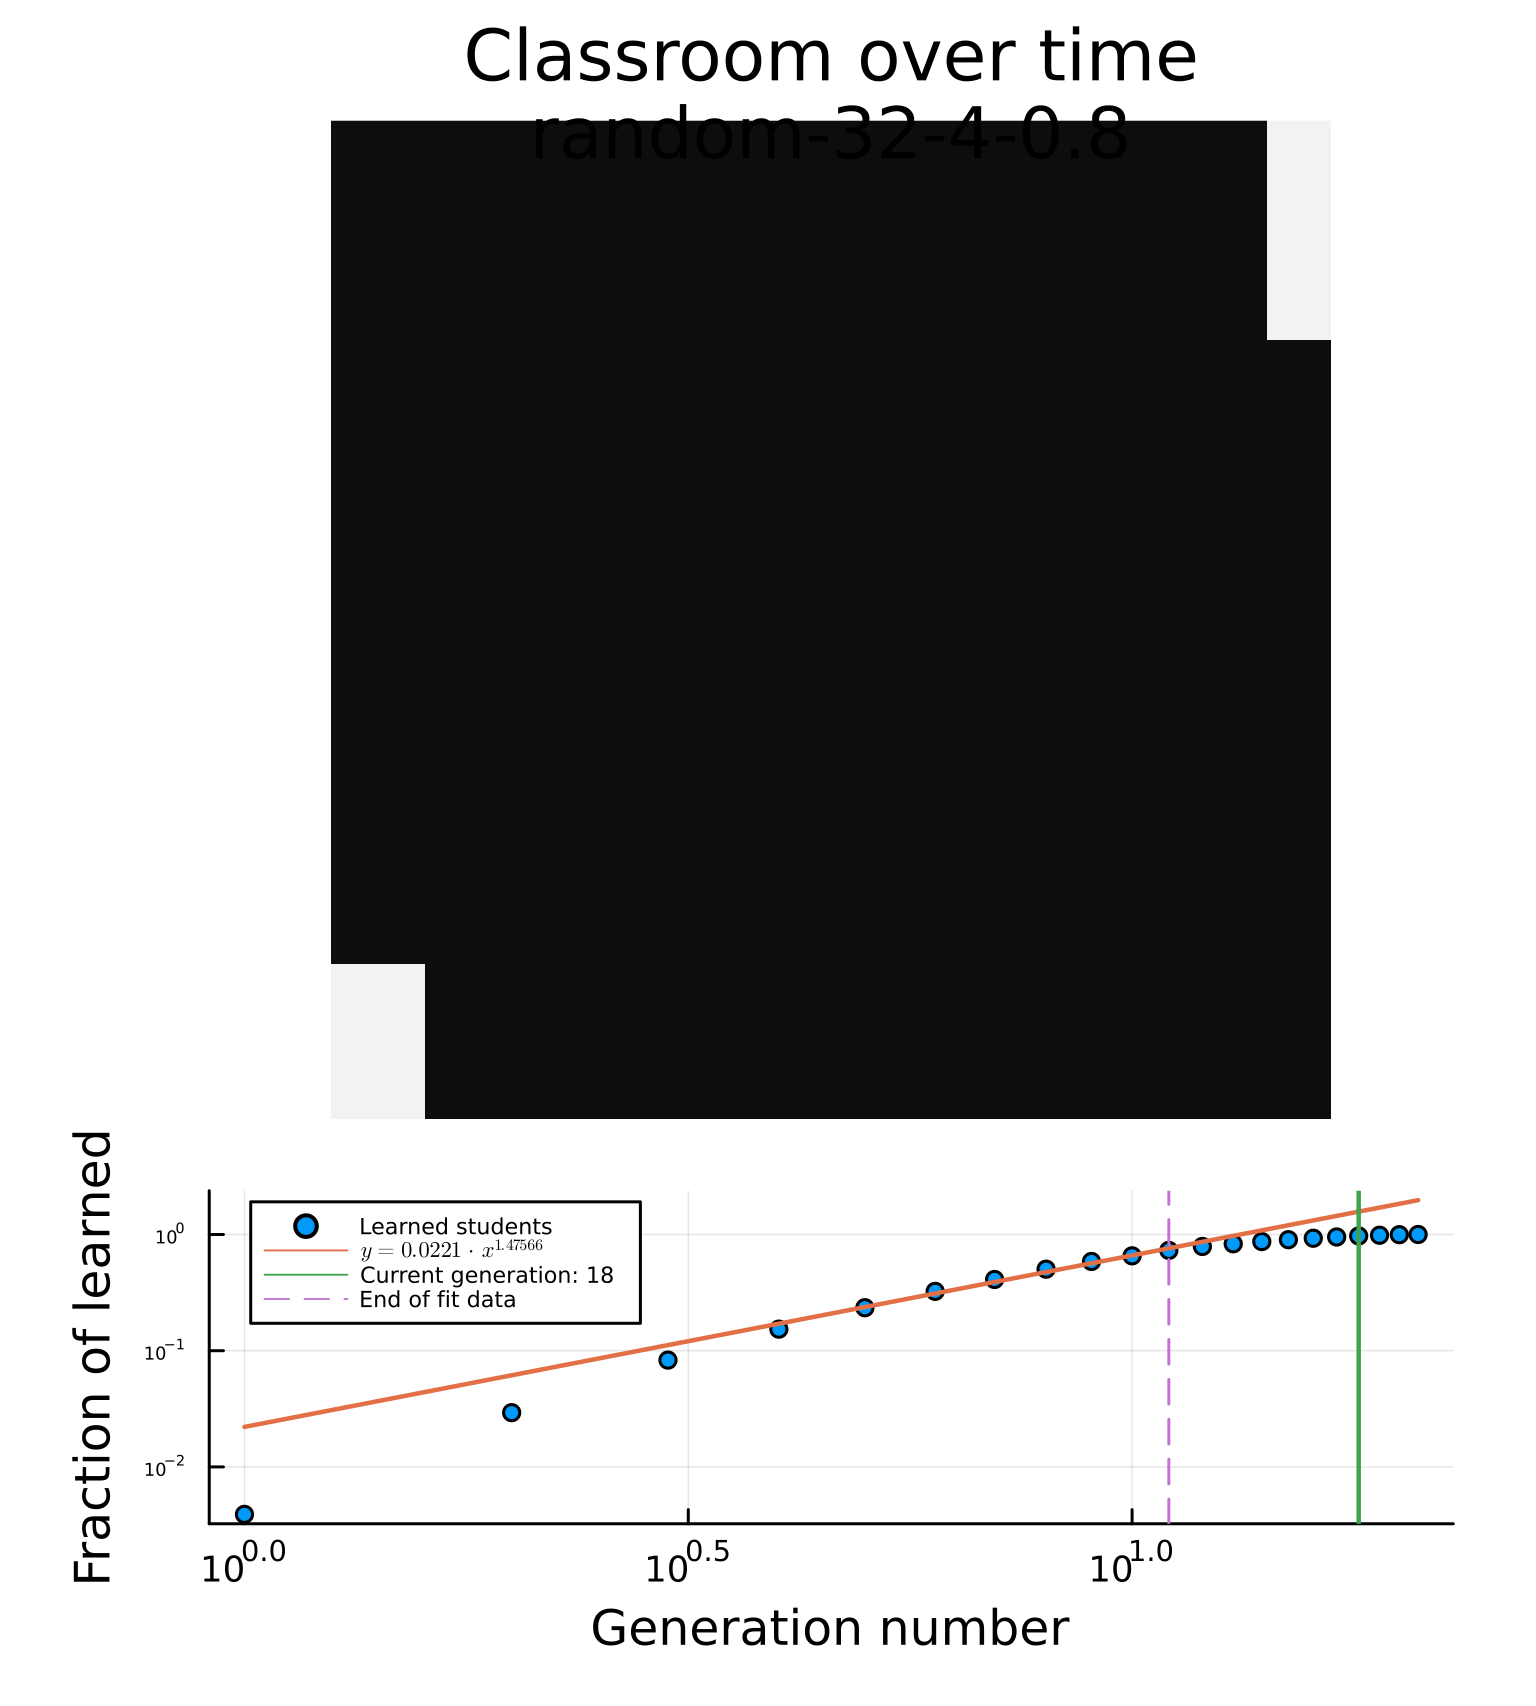 Classroom over time
random-32-4-0.8
Fraction of learned
10⁰
10⁻¹
10⁻²
Learned students
y = 0.0221 · x^1.47566
Current generation: 18
End of fit data
10^0.0 10^0.5 10^1.0
Generation number